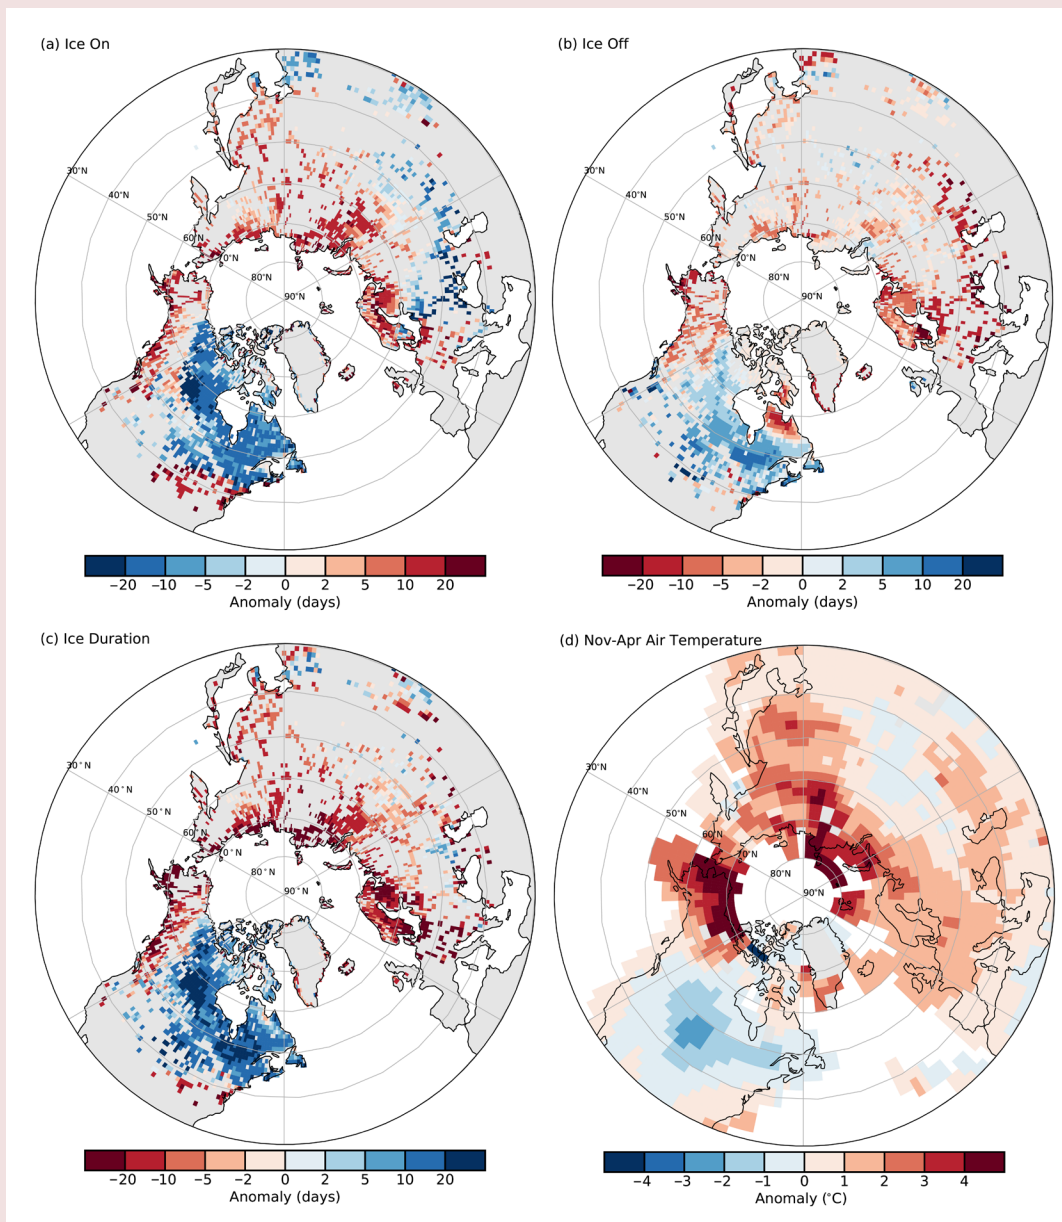 (a) Ice On
30°N
40°N
50°N
60°N
70°N
80°N
90°N
−20 −10 −5 −2 0 2 5 10 20
Anomaly (days)
(b) Ice Off
30°N
40°N
50°N
60°N
70°N
80°N
90°N
−20 −10 −5 −2 0 2 5 10 20
Anomaly (days)
(c) Ice Duration
30°N
40°N
50°N
60°N
70°N
80°N
90°N
−20 −10 −5 −2 0 2 5 10 20
Anomaly (days)
(d) Nov-Apr Air Temperature
30°N
40°N
50°N
60°N
70°N
80°N
90°N
−4 −3 −2 −1 0 1 2 3 4
Anomaly (°C)